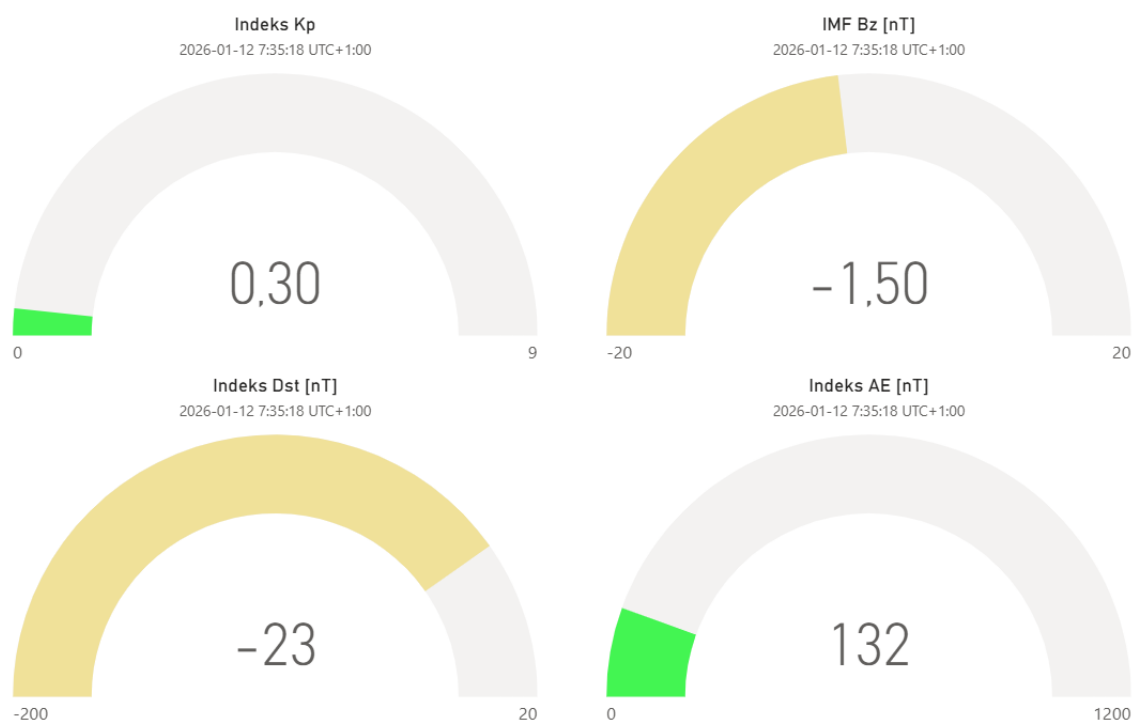 Indeks Kp
2026-01-12 7:35:18 UTC+1:00
0,30
0
9
IMF Bz [nT]
2026-01-12 7:35:18 UTC+1:00
-1,50
-20
20
Indeks Dst [nT]
2026-01-12 7:35:18 UTC+1:00
-23
-200
20
Indeks AE [nT]
2026-01-12 7:35:18 UTC+1:00
132
0
1200